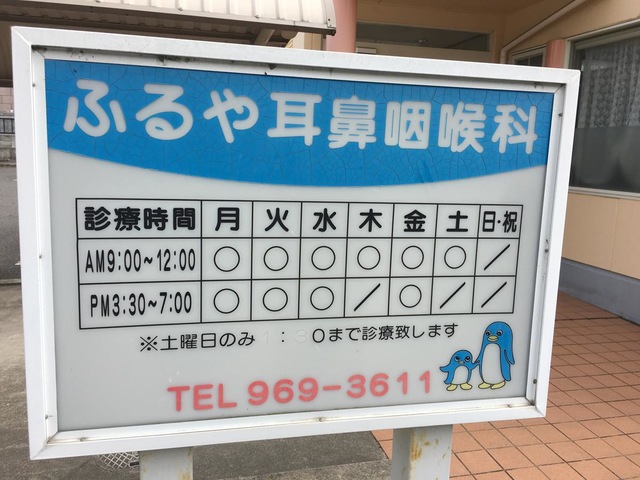 ふるや耳鼻咽喉科
診療時間 月 火 水 木 金 土 日・祝
AM9:00~12:00 ○ ○ ○ ○ ○ ○ /
PM3:30~7:00 ○ ○ ○ / ○ / /
※土曜日のみ1:30まで診療致します
TEL 969-3611